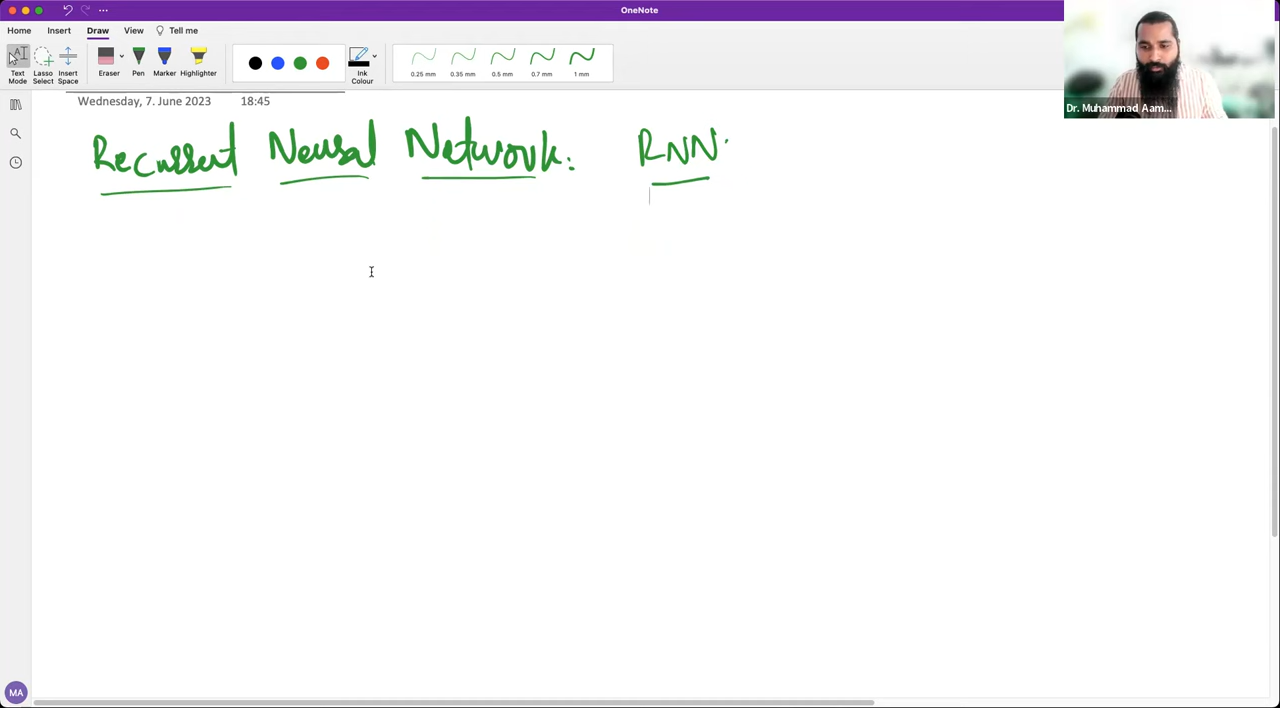 OneNote
Home Insert Draw View Tell me
Text Mode
Lasso Select
Insert Space
Eraser
Pen
Marker
Highlighter
Ink Colour
0.25 mm 0.35 mm 0.5 mm 0.7 mm 1 mm
Dr. Muhammad Aam...
Wednesday, 7. June 2023 18:45
Recurrent Neural Network: RNN:
MA